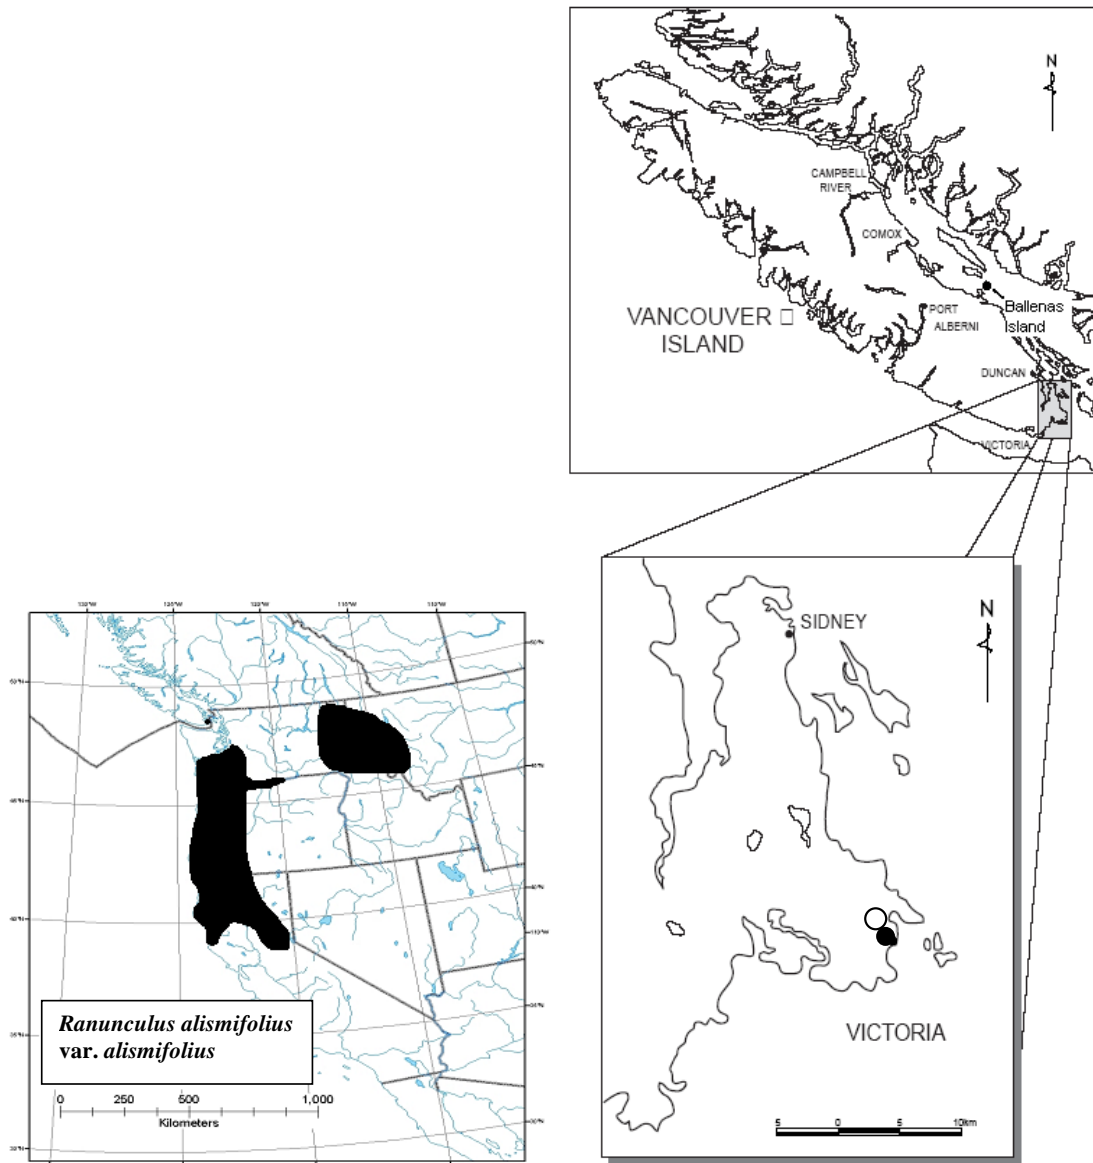 N
CAMPBELL
RIVER
COMOX
Ballenas
Island
VANCOUVER □
ISLAND
PORT
ALBERNI
DUNCAN
VICTORIA
N
SIDNEY
VICTORIA
5 0 5 10km
Ranunculus alismifolius
var. alismifolius
0 250 500 1,000
Kilometers